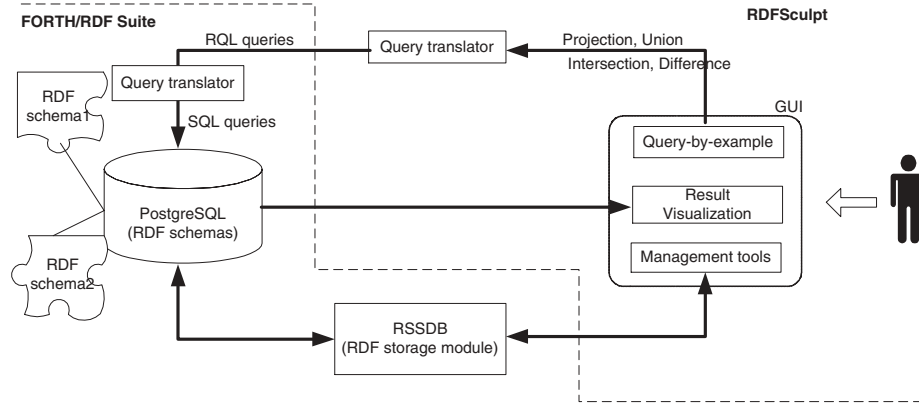 FORTH/RDF Suite
RDFSculpt
RQL queries
Query translator
Projection, Union
Intersection, Difference
Query translator
RDF
schema1
SQL queries
GUI
Query-by-example
PostgreSQL
(RDF schemas)
Result
Visualization
RDF
schema2
Management tools
RSSDB
(RDF storage module)